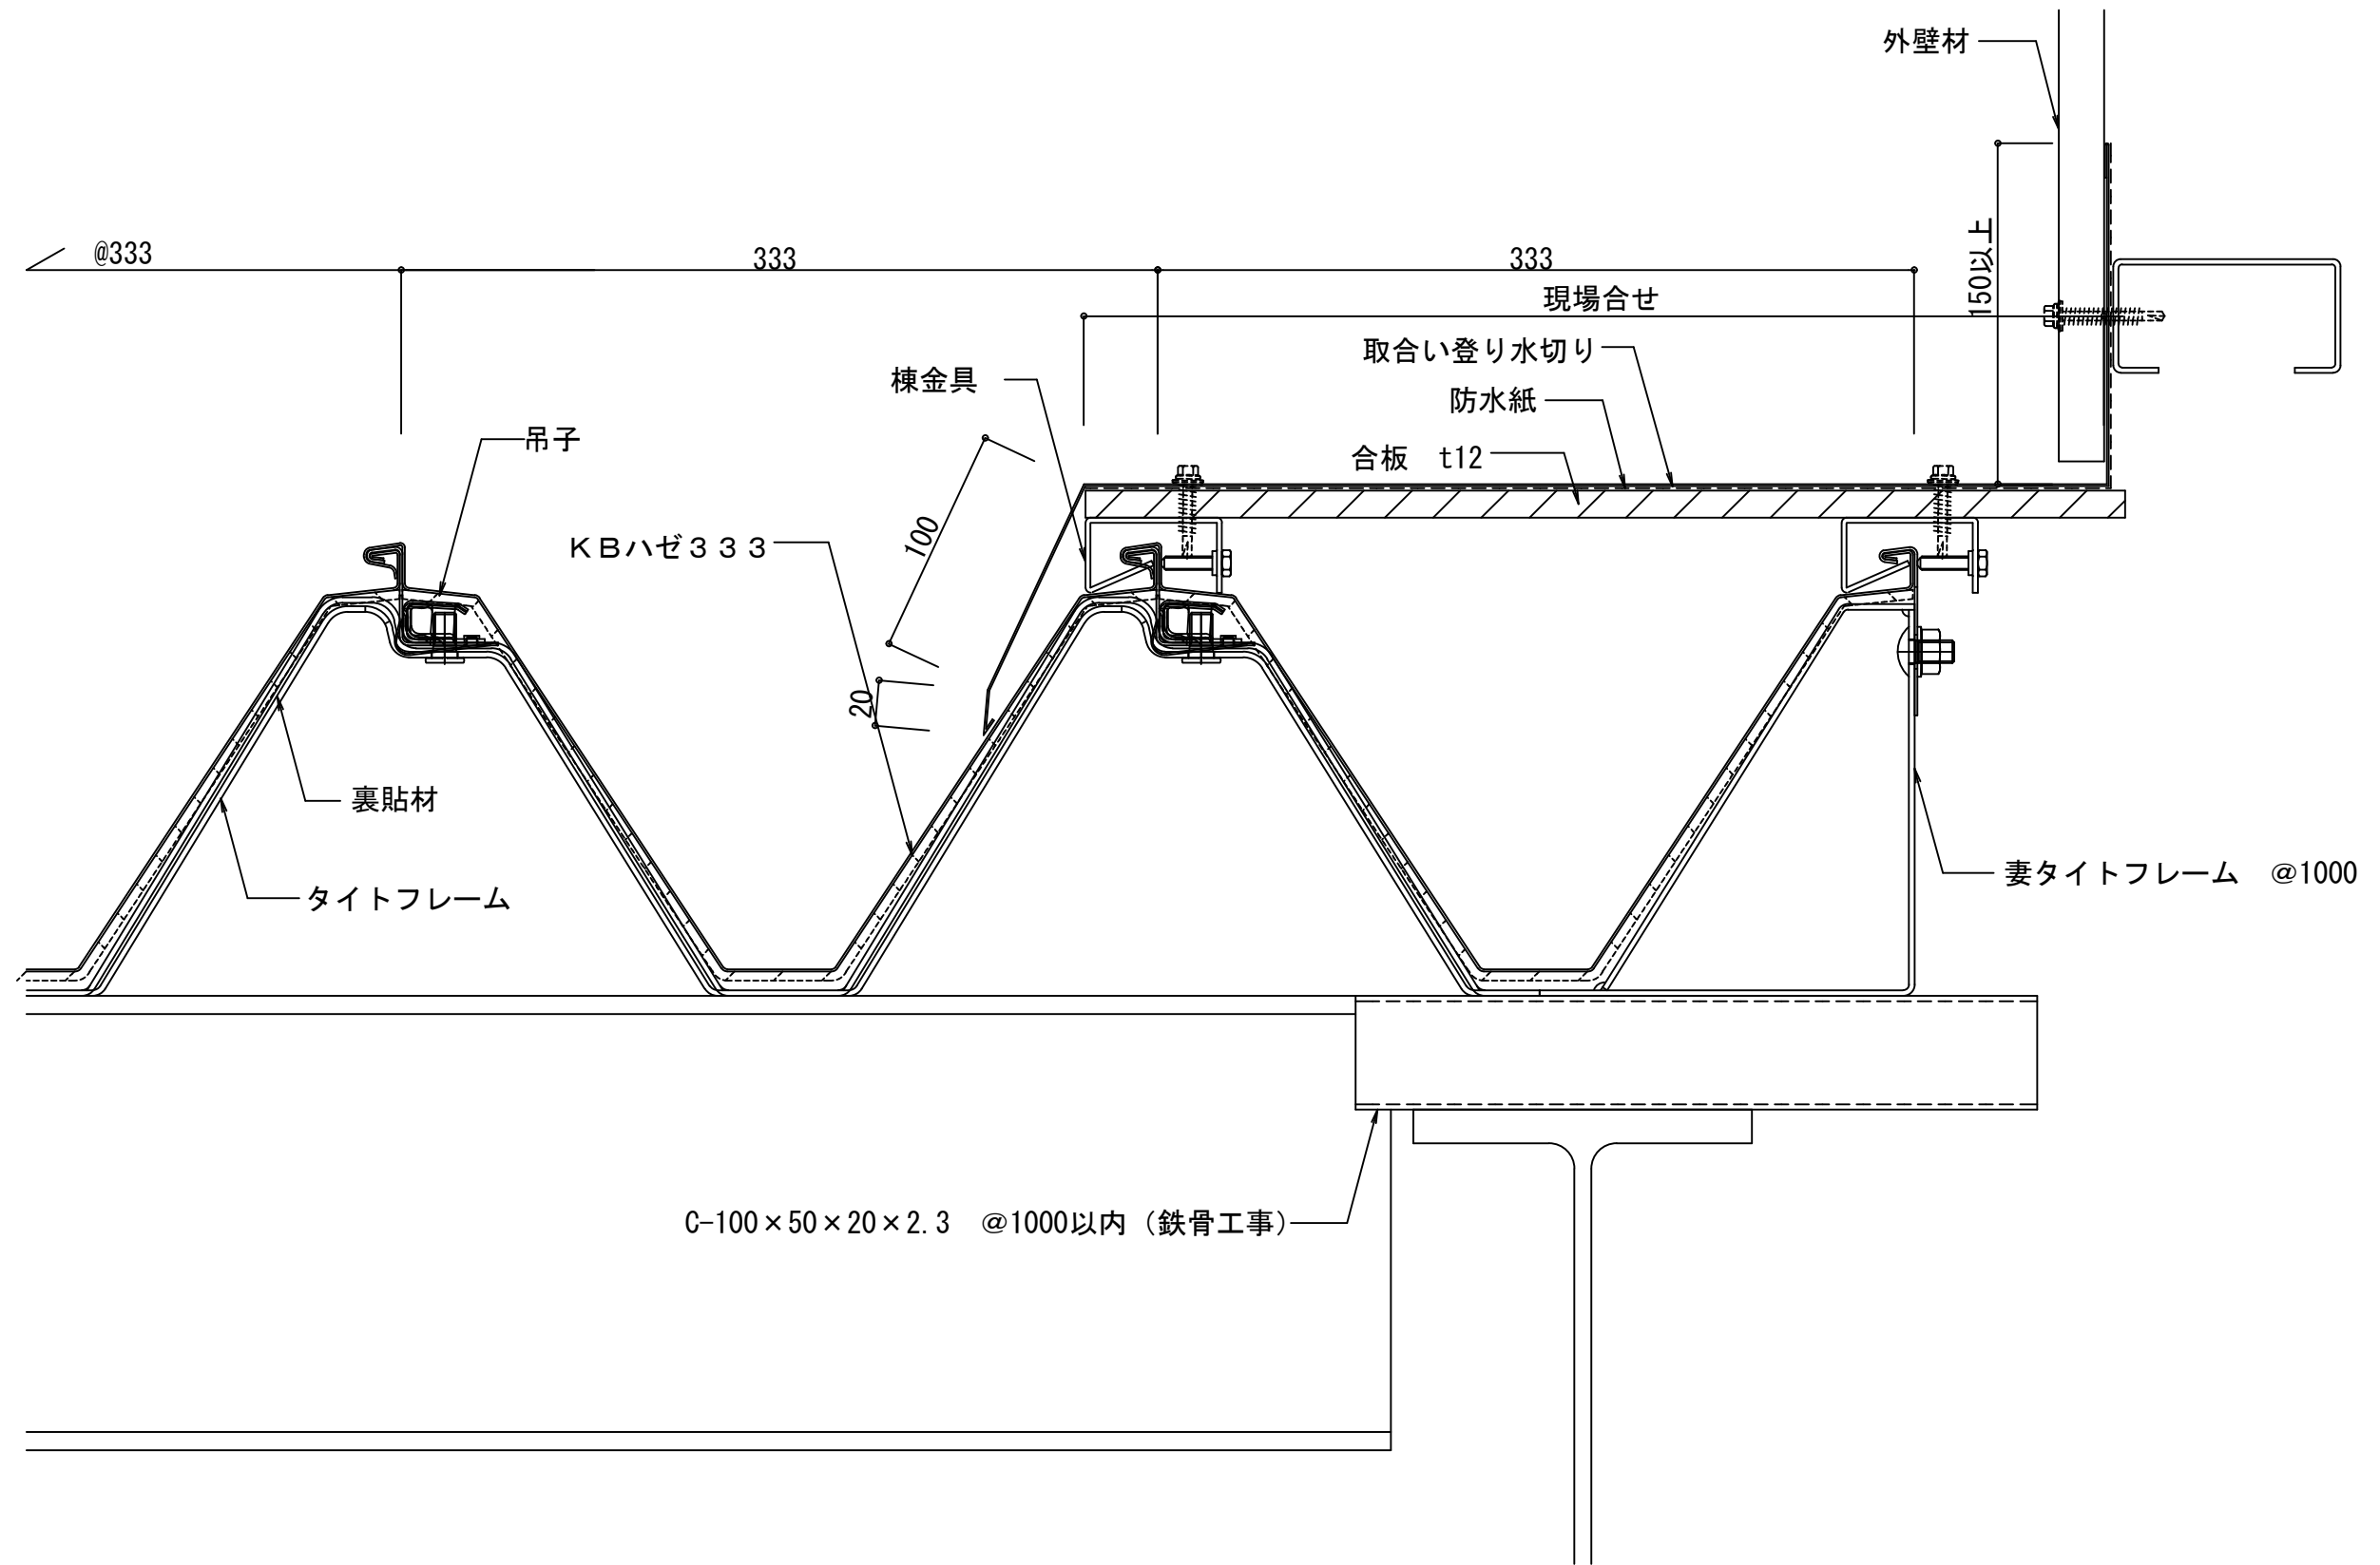 外壁材
150以上
@333
333
333
現場合せ
取合い登り水切り
棟金具
防水紙
吊子
合板　t12
100
KBハゼ333
20
裏貼材
妻タイトフレーム　@1000
タイトフレーム
C-100×50×20×2.3　@1000以内 (鉄骨工事)